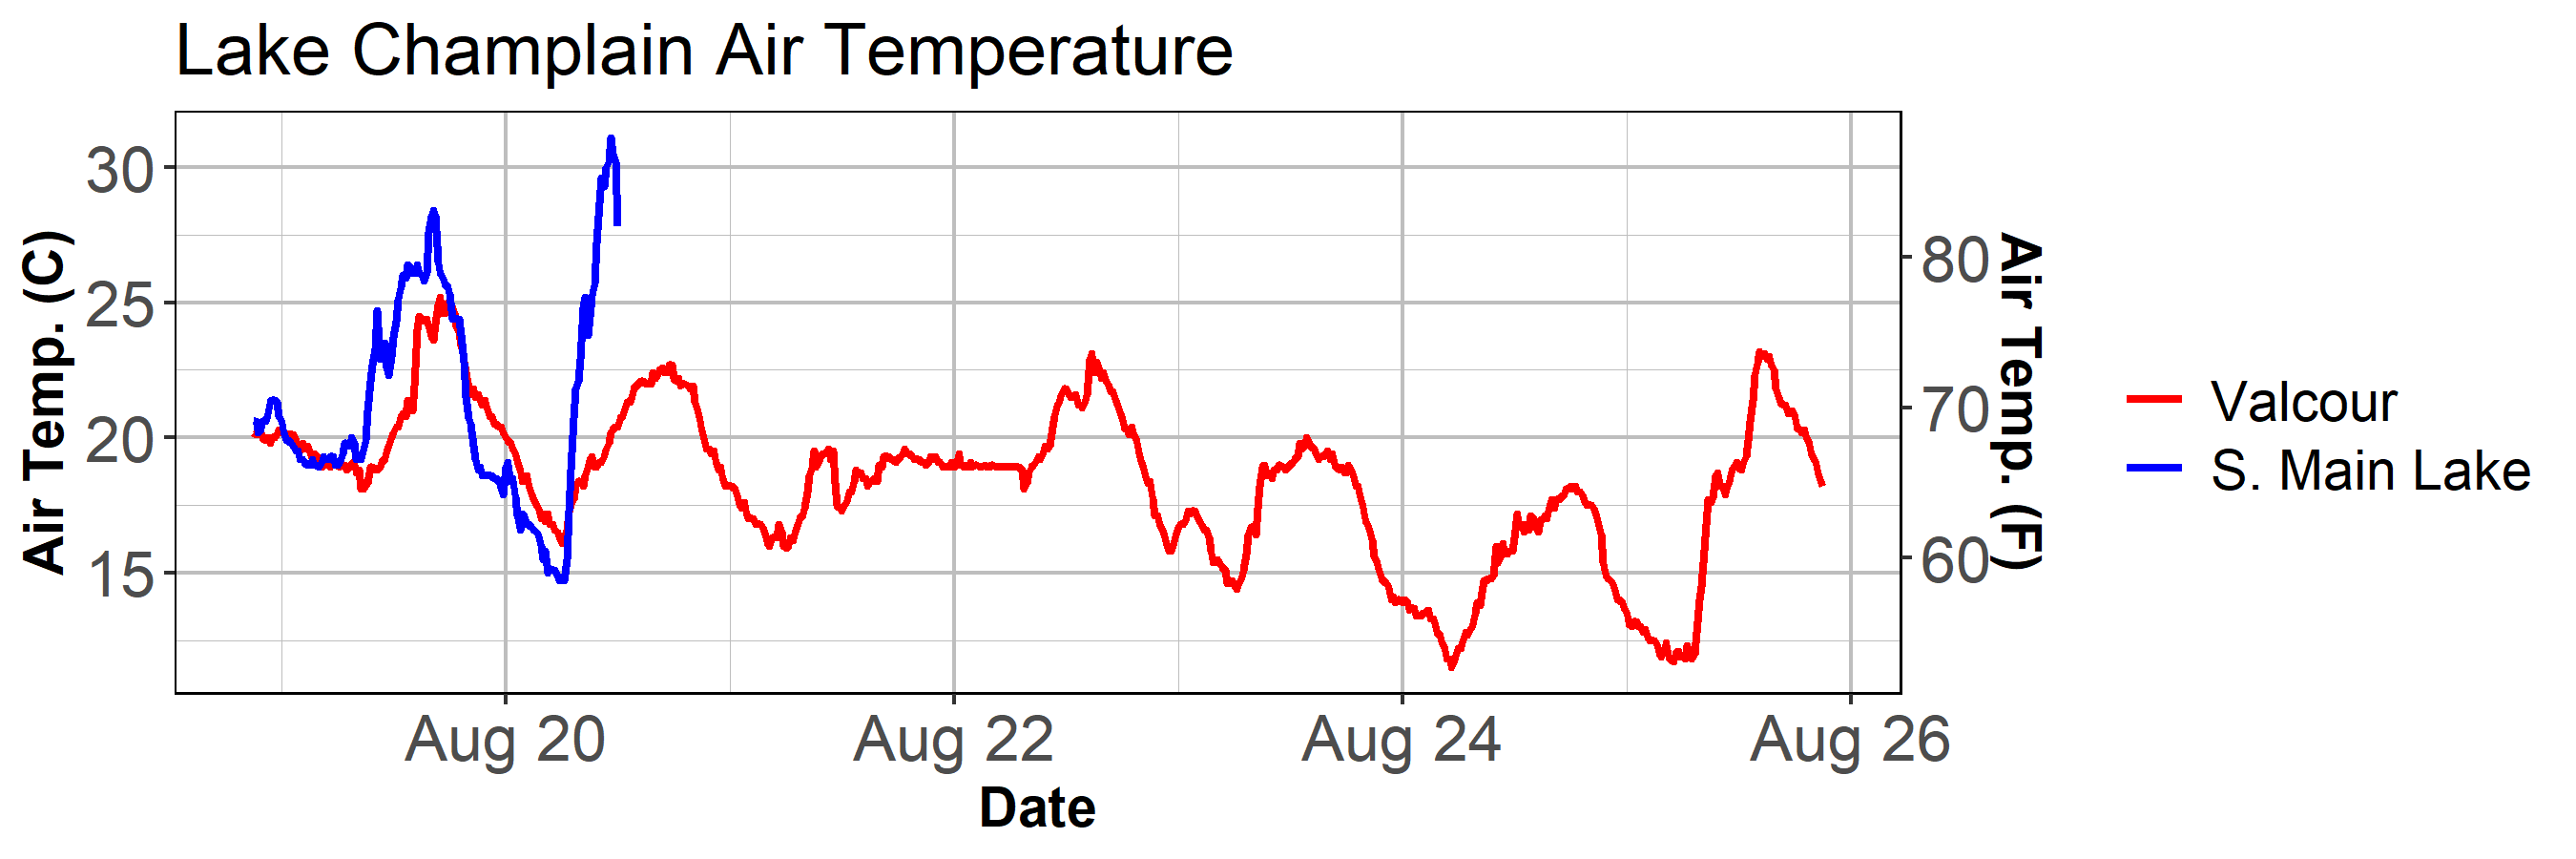 Lake Champlain Air Temperature
Air Temp. (C)
30
25
20
15
80
70
60
Air Temp. (F)
Aug 20
Aug 22
Aug 24
Aug 26
Date
Valcour
S. Main Lake